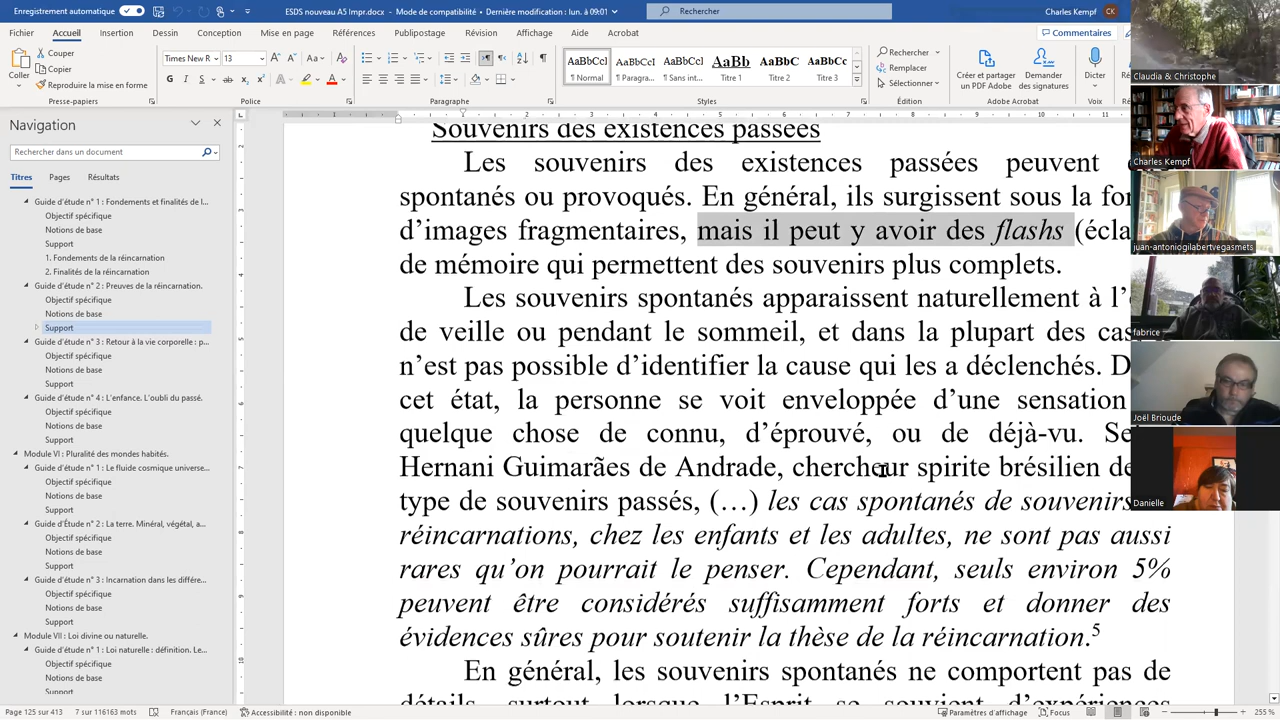 Enregistrement automatique
ESDS nouveau A5 Impr.docx - Mode de compatibilité • Dernière modification : lun. à 09:01
Rechercher
Charles Kempf
CK
Fichier
Accueil
Insertion
Dessin
Conception
Mise en page
Références
Publipostage
Révision
Affichage
Aide
Acrobat
Commentaires
Coller
Couper
Copier
Reproduire la mise en forme
Presse-papiers
Times New R
13
Police
Paragraphe
AaBbCcI
¶ Normal
AaBbCcI
¶ Paragra...
AaBbCcI
¶ Sans int...
AaBb
Titre 1
AaBbC
Titre 2
AaBbCc
Titre 3
Styles
Rechercher
Remplacer
Sélectionner
Édition
Créer et partager
un PDF Adobe
Demander
des signatures
Adobe Acrobat
Dicter
Voix
Navigation
Rechercher dans un document
Titres
Pages
Résultats
Guide d'étude n° 1 : Fondements et finalités de l...
Objectif spécifique
Notions de base
Support
1. Fondements de la réincarnation
2. Finalités de la réincarnation
Guide d'étude n° 2 : Preuves de la réincarnation.
Objectif spécifique
Notions de base
Support
Guide d'étude n° 3 : Retour à la vie corporelle : p...
Objectif spécifique
Notions de base
Support
Guide d'étude n° 4 : L'enfance. L'oubli du passé.
Objectif spécifique
Notions de base
Support
Module VI : Pluralité des mondes habités.
Guide d'étude n° 1 : Le fluide cosmique universe...
Objectif spécifique
Notions de base
Support
Guide d'Étude n° 2 : La terre. Minéral, végétal, a...
Objectif spécifique
Notions de base
Support
Guide d'étude n° 3 : Incarnation dans les différe...
Objectif spécifique
Notions de base
Support
Module VII : Loi divine ou naturelle.
Guide d'étude n° 1 : Loi naturelle : définition. Le...
Objectif spécifique
Notions de base
Support
Souvenirs des existences passées
Les souvenirs des existences passées peuvent
spontanés ou provoqués. En général, ils surgissent sous la for
d'images fragmentaires, mais il peut y avoir des flashs (écla
de mémoire qui permettent des souvenirs plus complets.
Les souvenirs spontanés apparaissent naturellement à l'
de veille ou pendant le sommeil, et dans la plupart des cas,
n'est pas possible d'identifier la cause qui les a déclenchés. D
cet état, la personne se voit enveloppée d'une sensation
quelque chose de connu, d'éprouvé, ou de déjà-vu. Se
Hernani Guimarães de Andrade, chercheur spirite brésilien de
type de souvenirs passés, (…) les cas spontanés de souvenirs
réincarnations, chez les enfants et les adultes, ne sont pas aussi
rares qu'on pourrait le penser. Cependant, seuls environ 5%
peuvent être considérés suffisamment forts et donner des
évidences sûres pour soutenir la thèse de la réincarnation.5
En général, les souvenirs spontanés ne comportent pas de
détails, surtout lorsque l'Esprit se souvient d'expériences
Claudia & Christophe
Charles Kempf
juan-antoniogilabertvegasmets
fabrice
Joël Brioude
Danielle
Page 125 sur 413
7 sur 116163 mots
Français (France)
Accessibilité : non disponible
Paramètres d'affichage
Focus
255 %